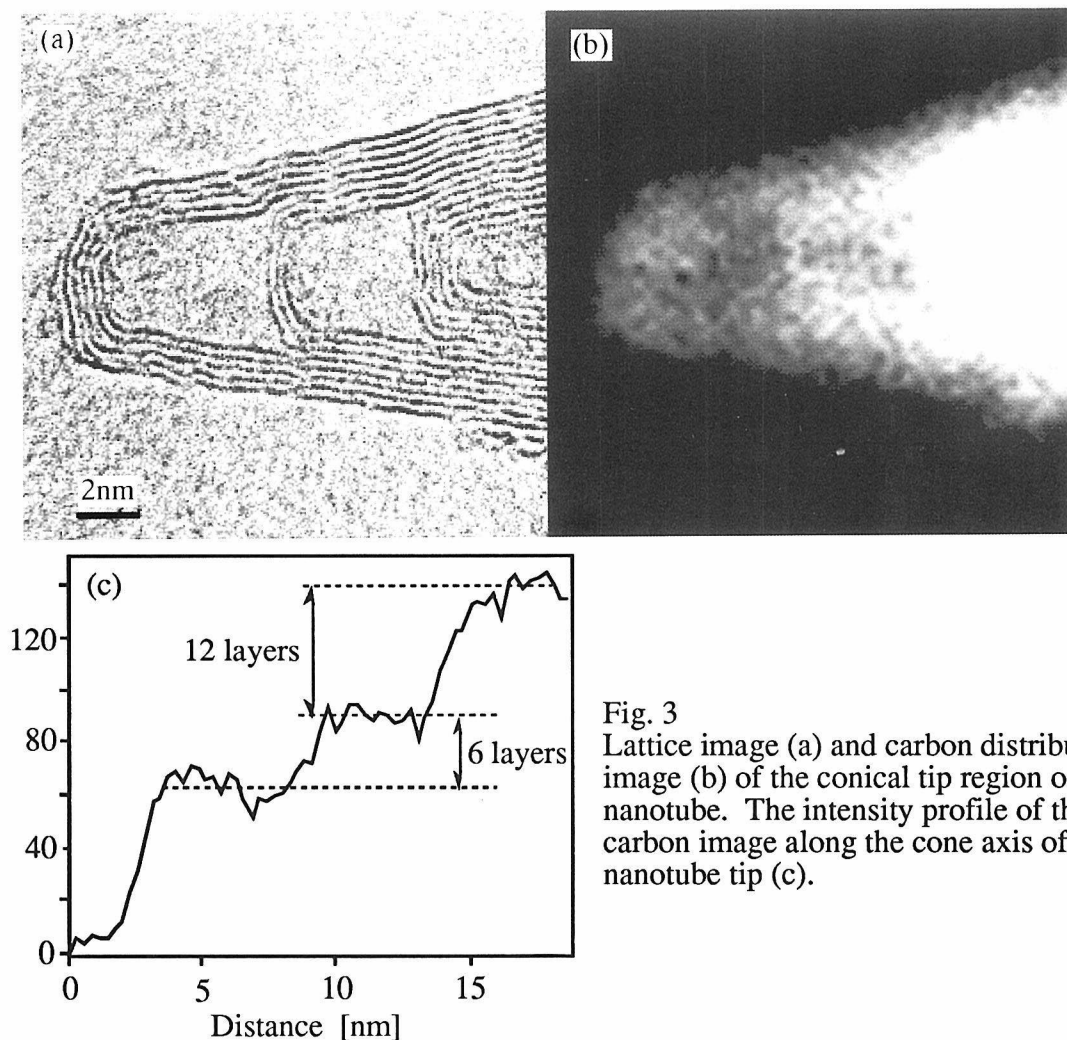 (a)
(b)
2nm
(c)
120
80
40
0
12 layers
6 layers
0 5 10 15
Distance [nm]
Fig. 3
Lattice image (a) and carbon distribu
image (b) of the conical tip region o
nanotube. The intensity profile of th
carbon image along the cone axis of
nanotube tip (c).